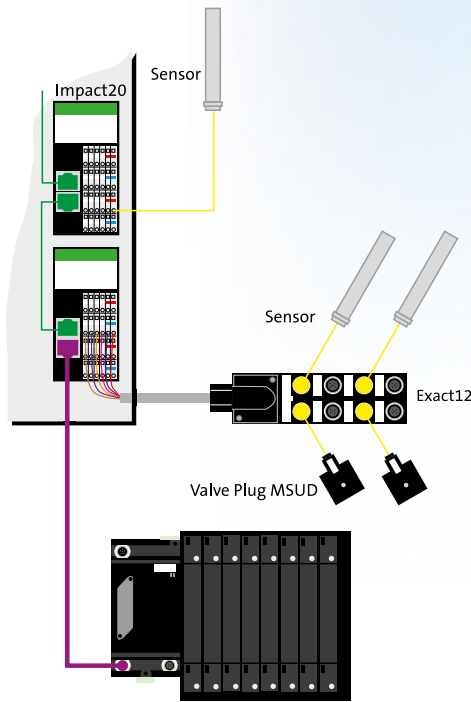 Impact20
Sensor
Sensor
Exact12
Valve Plug MSUD